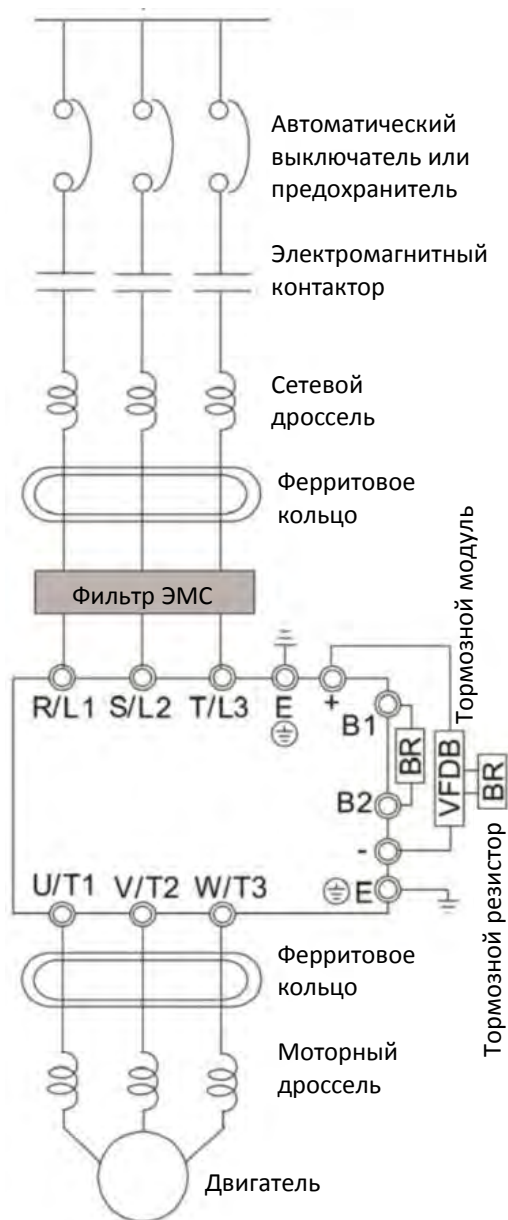 Автоматический
выключатель или
предохранитель
Электромагнитный
контактор
Сетевой
дроссель
Ферритовое
кольцо
Фильтр ЭМС
R/L1 S/L2 T/L3 E +
B1
BR
B2
-
E
VFDB
BR
Тормозной модуль
Тормозной резистор
U/T1 V/T2 W/T3
Ферритовое
кольцо
Моторный
дроссель
Двигатель